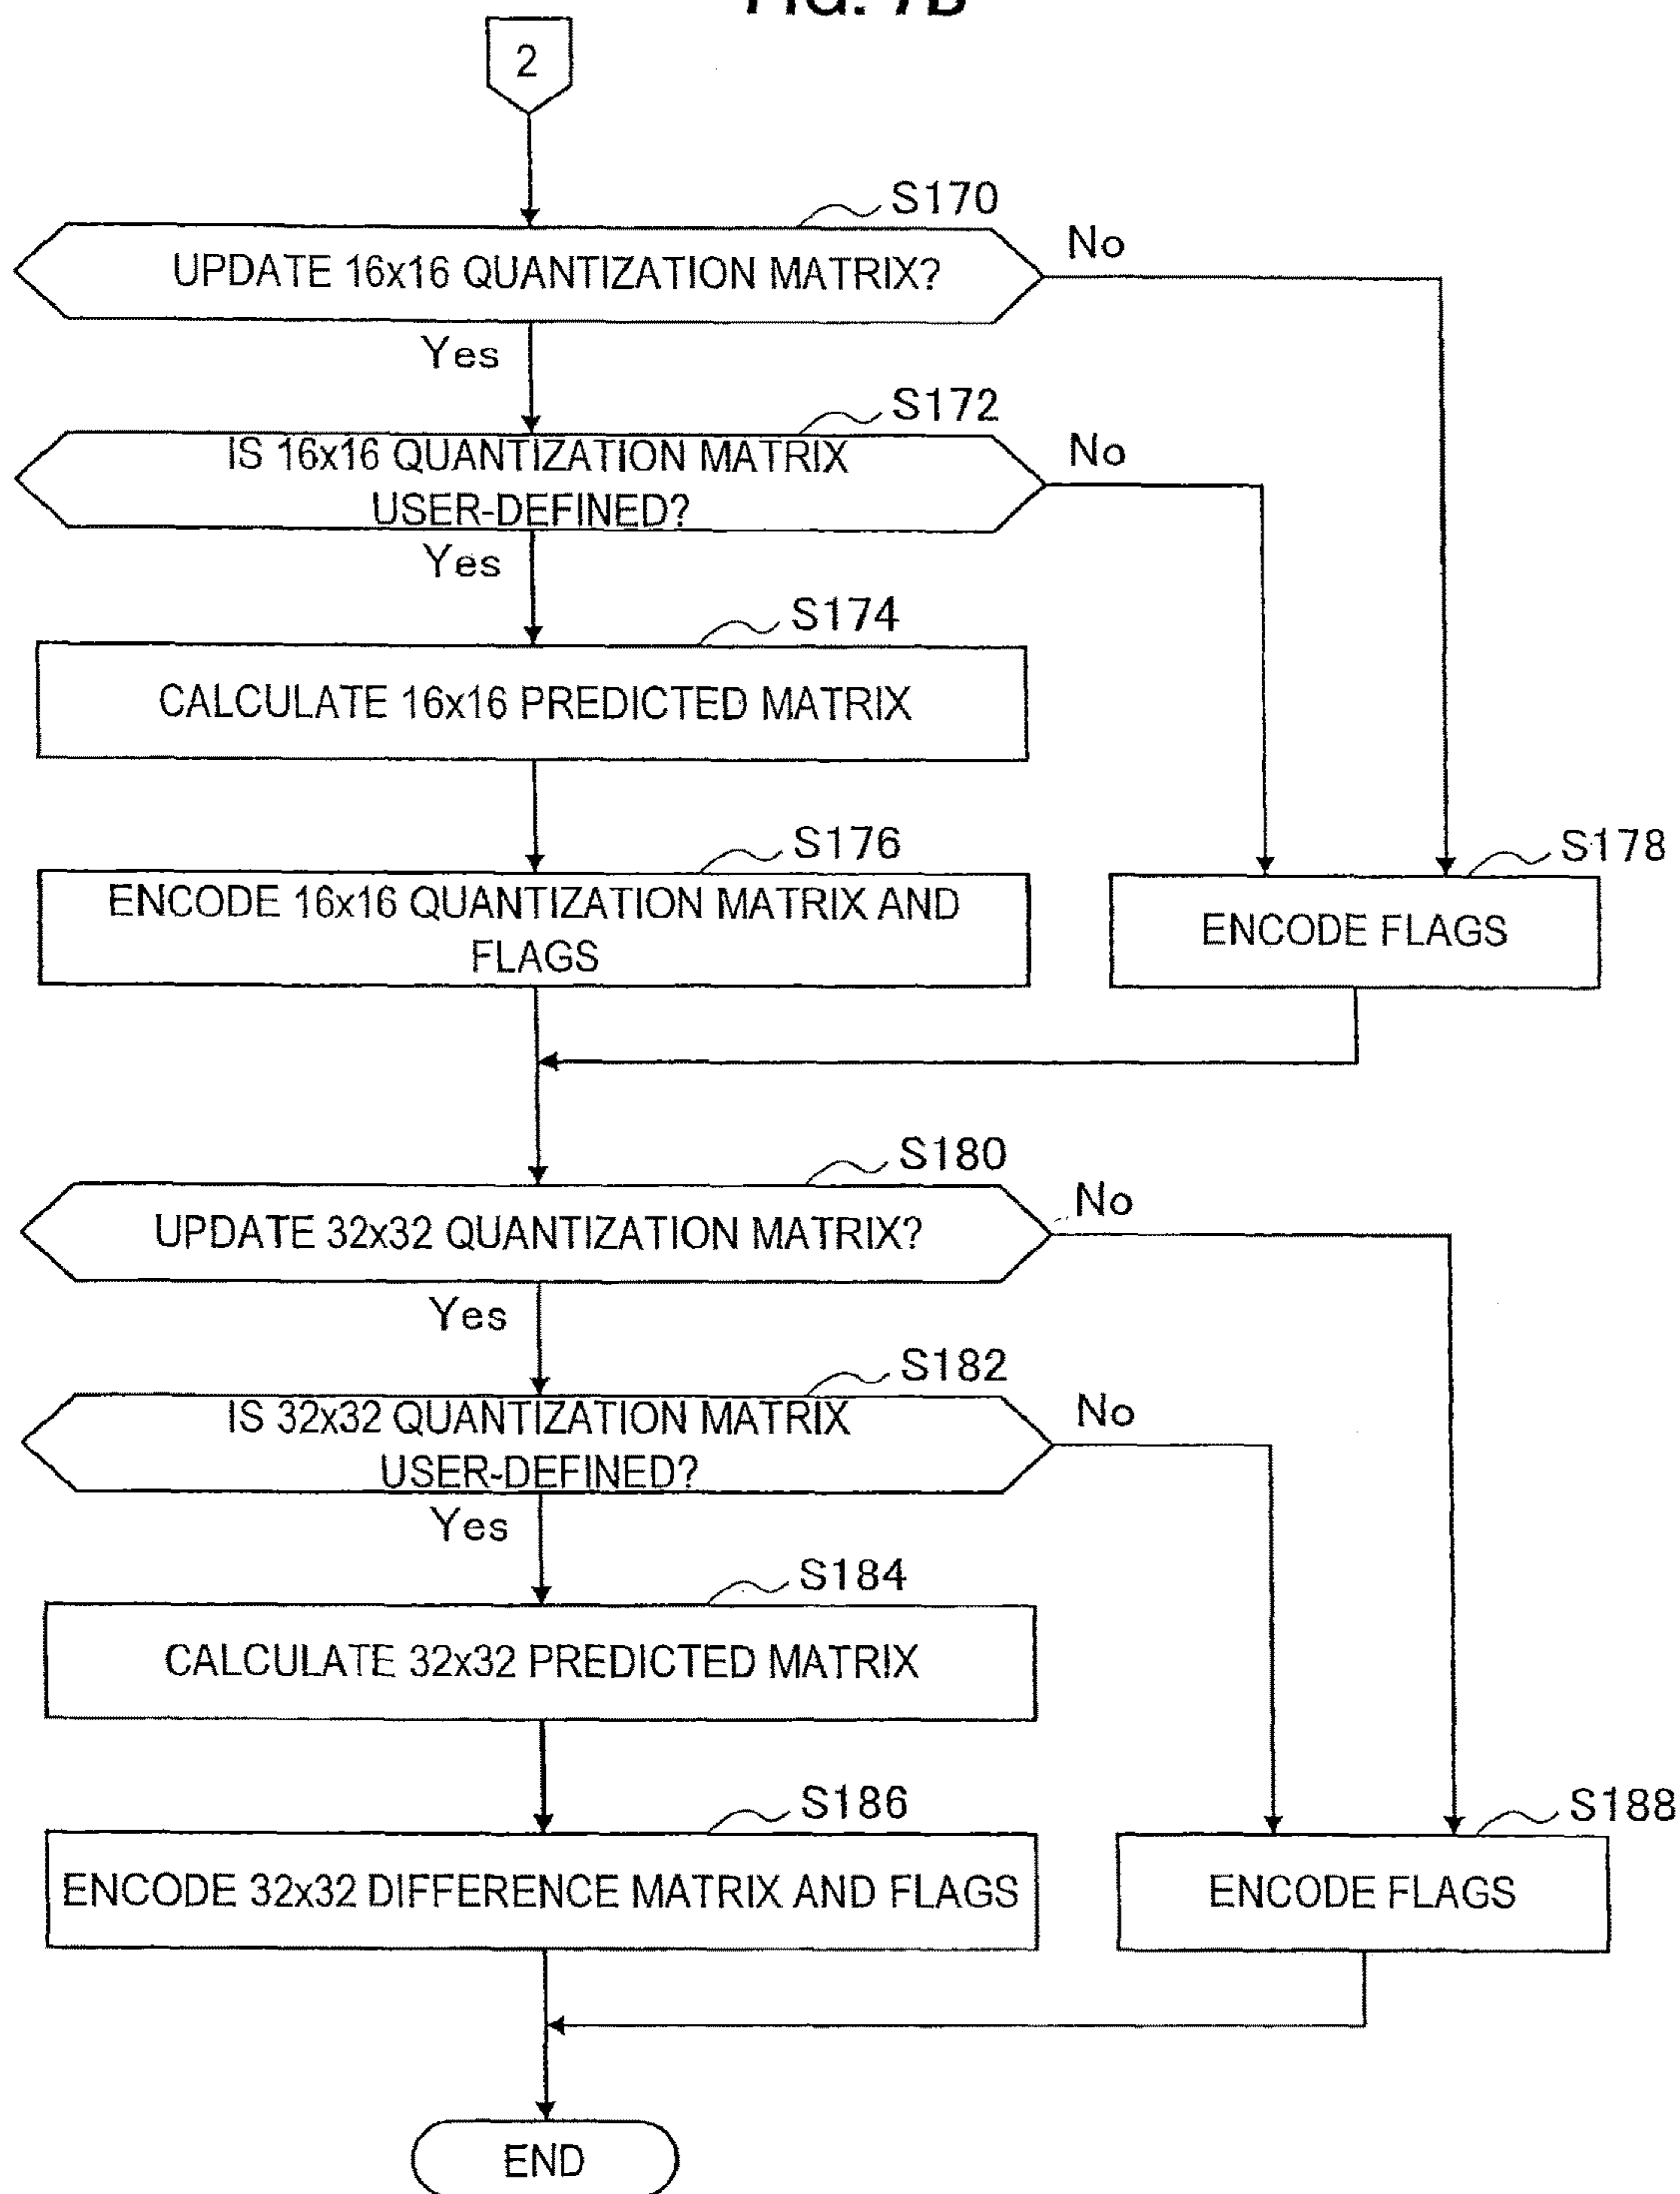 FIG. 7B
2
S170
UPDATE 16x16 QUANTIZATION MATRIX?
No
Yes
S172
IS 16x16 QUANTIZATION MATRIX
USER-DEFINED?
No
Yes
S174
CALCULATE 16x16 PREDICTED MATRIX
S176
ENCODE 16x16 QUANTIZATION MATRIX AND
FLAGS
S178
ENCODE FLAGS
S180
UPDATE 32x32 QUANTIZATION MATRIX?
No
Yes
S182
IS 32x32 QUANTIZATION MATRIX
USER-DEFINED?
No
Yes
S184
CALCULATE 32x32 PREDICTED MATRIX
S186
ENCODE 32x32 DIFFERENCE MATRIX AND FLAGS
S188
ENCODE FLAGS
END